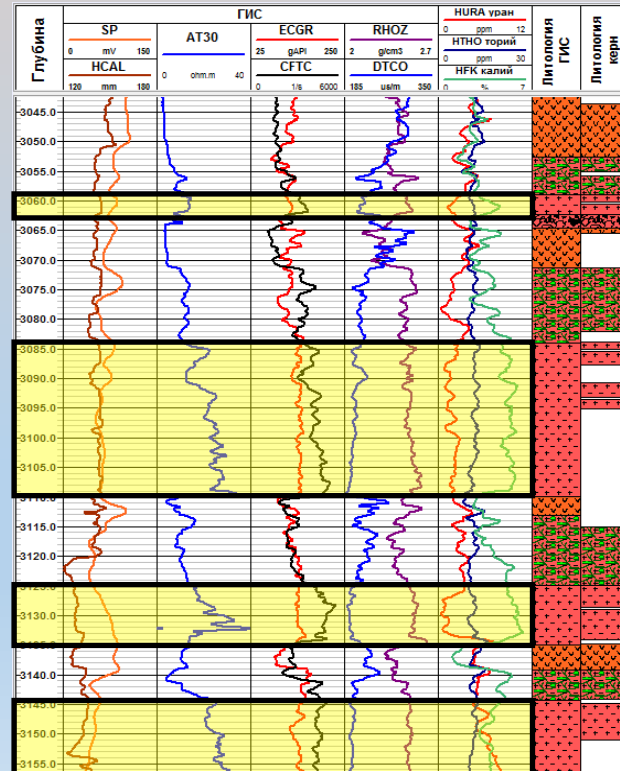 ГИС
Глубина
SP
0 mV 150
HCAL
120 mm 180
AT30
0 ohm.m 40
ECGR
25 gAPI 250
CFTC
0 1/s 6000
RHOZ
2 g/cm3 2.7
DTCO
185 us/m 350
HURA уран
0 ppm 12
HTHO торий
0 ppm 30
HFK калий
0 % 7
Литология ГИС
Литология керн
3045.0
3050.0
3055.0
3060.0
3065.0
3070.0
3075.0
3080.0
3085.0
3090.0
3095.0
3100.0
3105.0
3110.0
3115.0
3120.0
3125.0
3130.0
3135.0
3140.0
3145.0
3150.0
3155.0